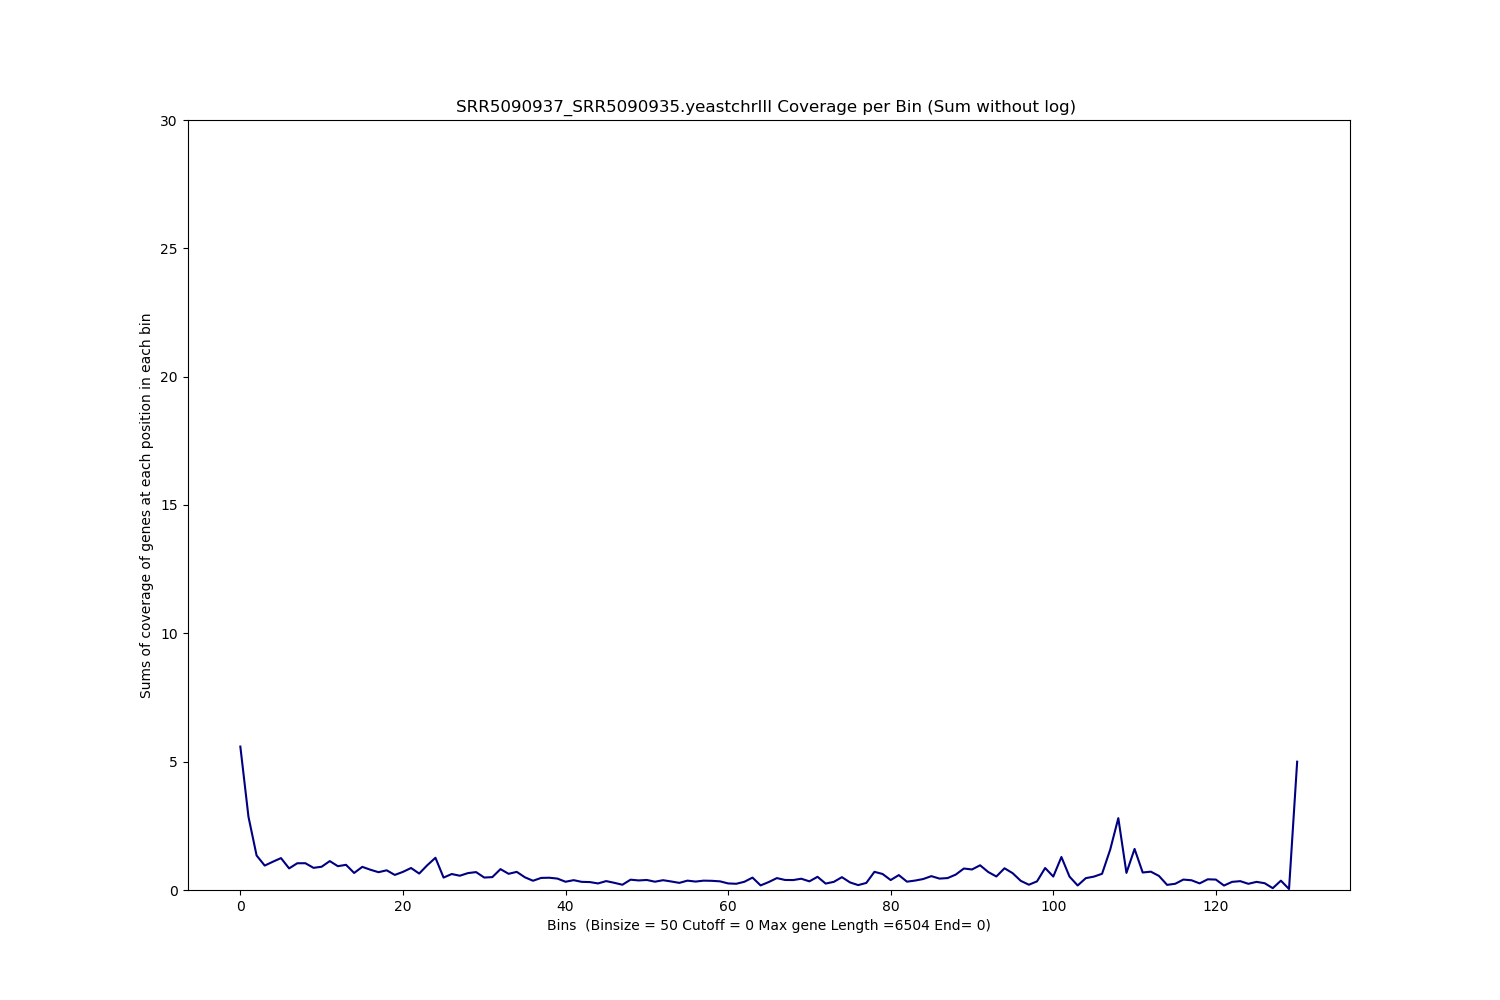 SRR5090937_SRR5090935.yeastchrIII Coverage per Bin (Sum without log)
Sums of coverage of genes at each position in each bin
30
25
20
15
10
5
0
0 20 40 60 80 100 120
Bins  (Binsize = 50 Cutoff = 0 Max gene Length =6504 End= 0)